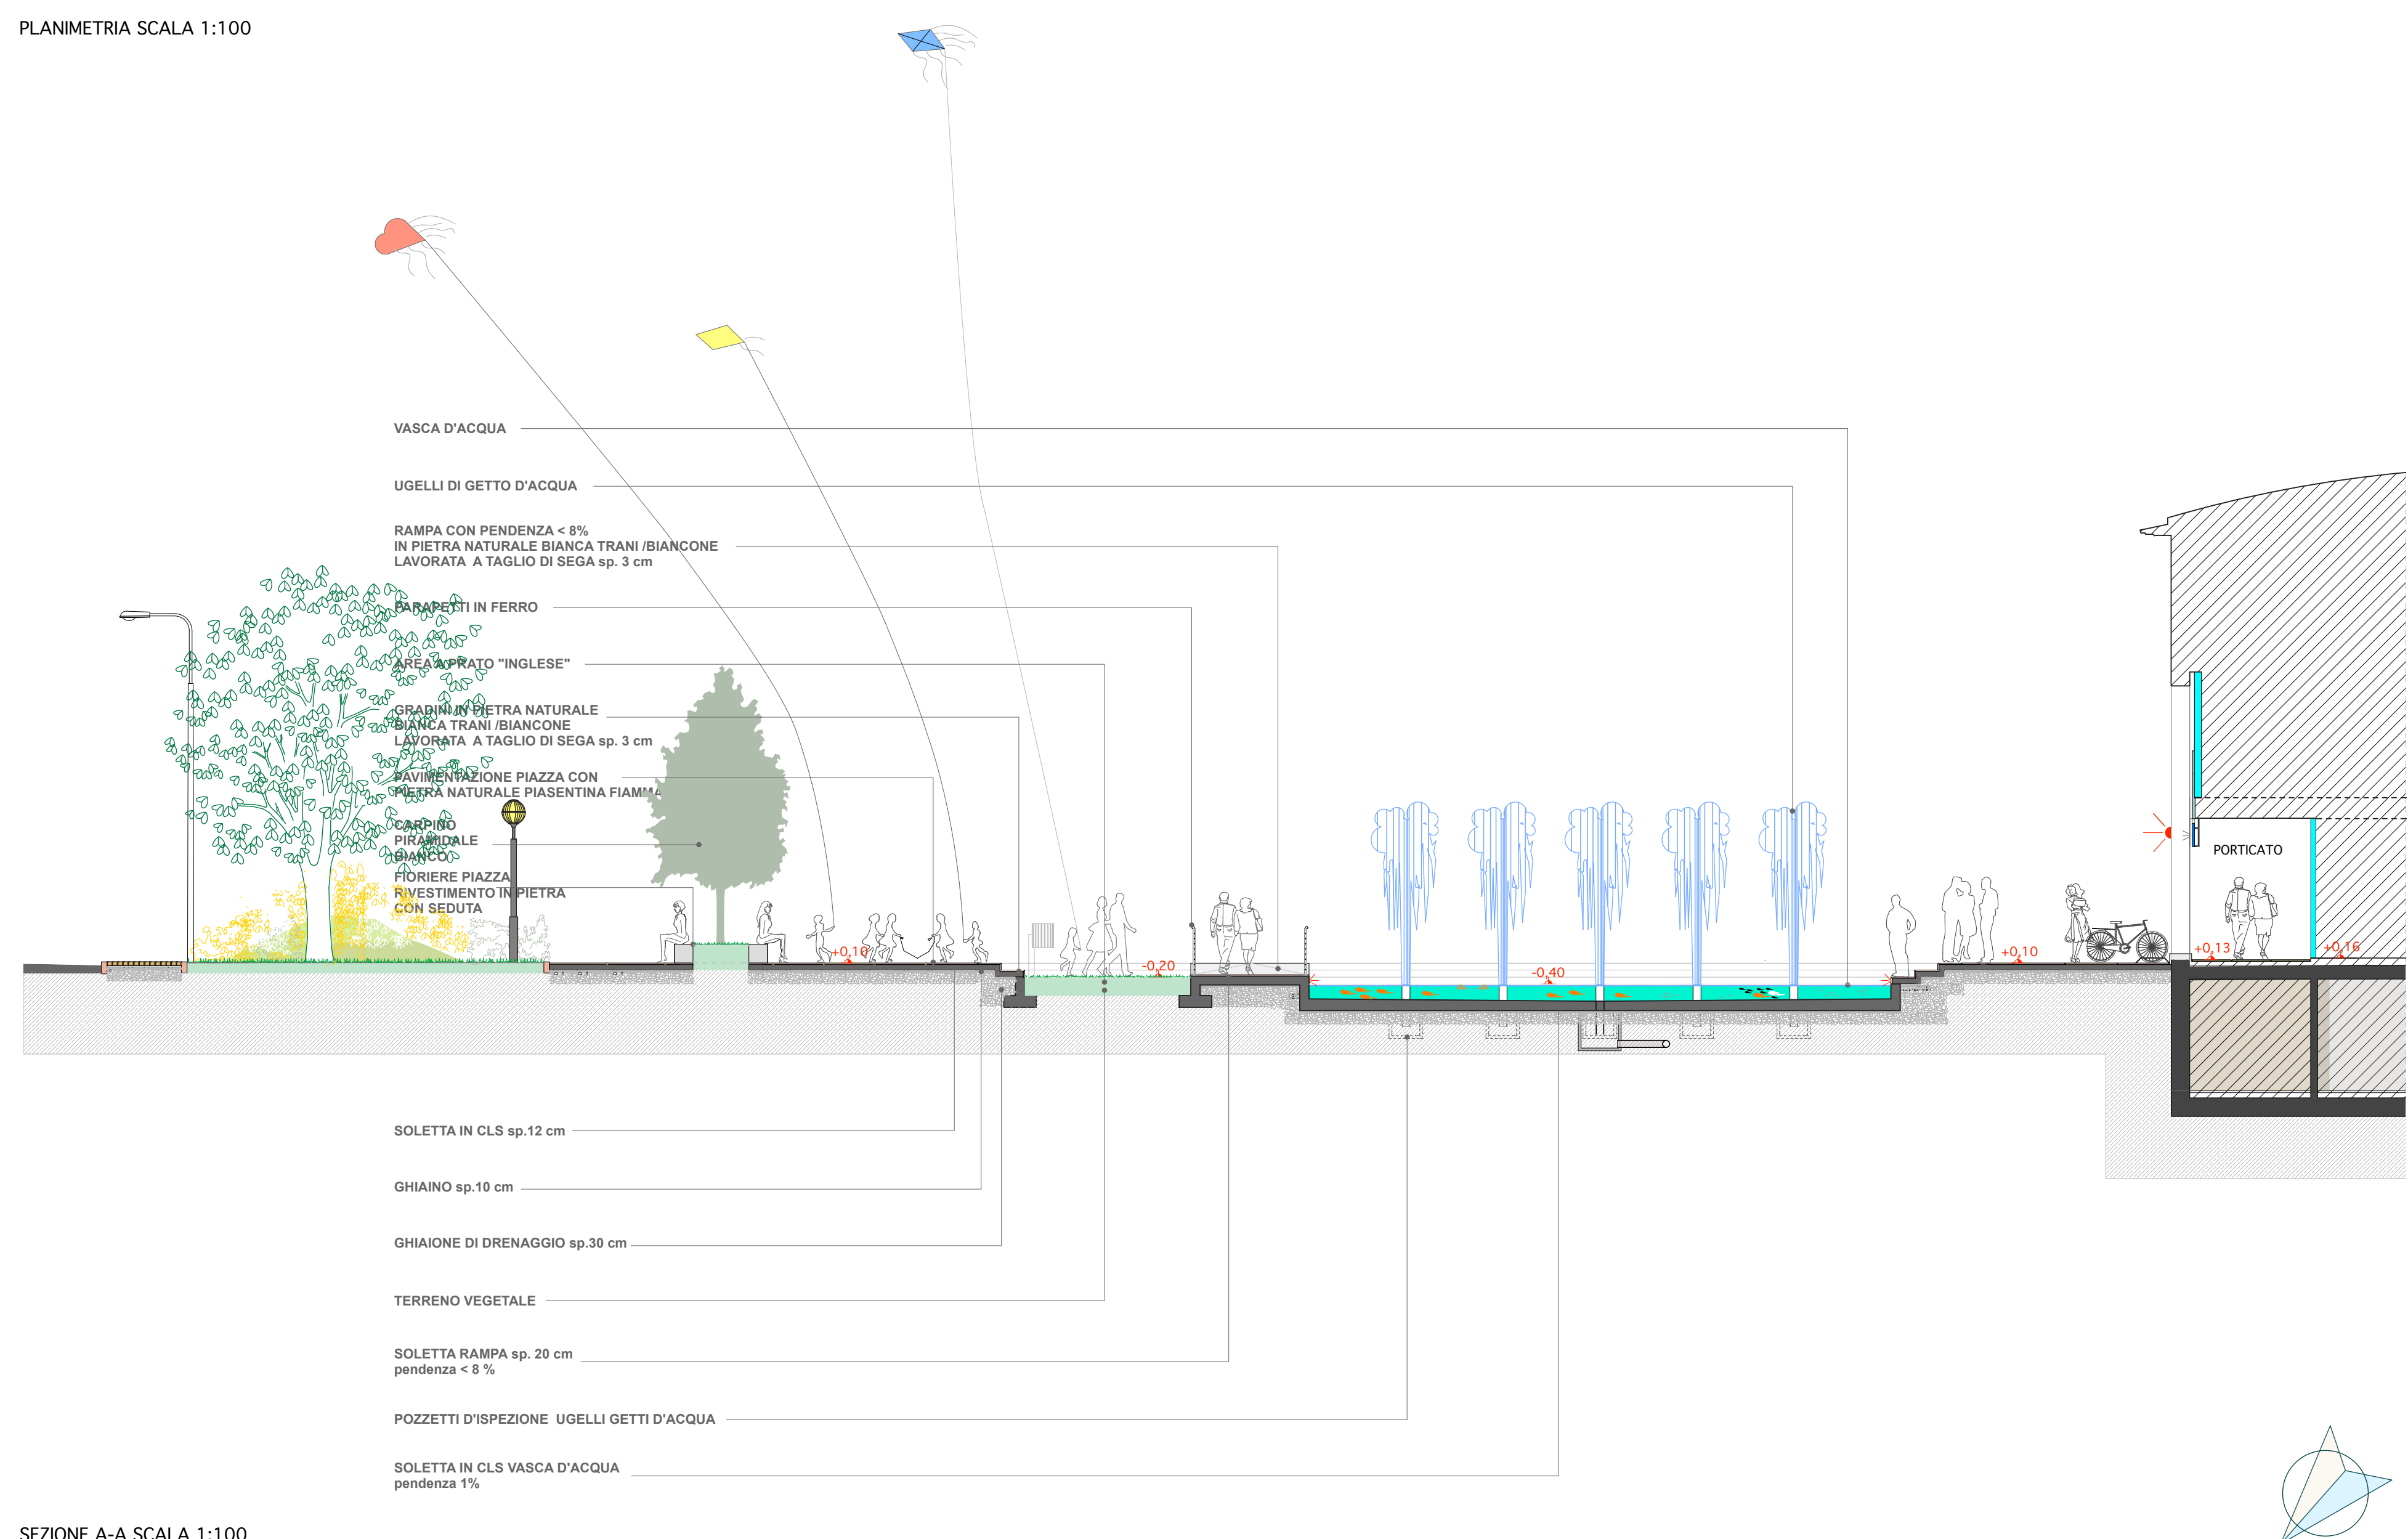 PLANIMETRIA SCALA 1:100
VASCA D'ACQUA
UGELLI DI GETTO D'ACQUA
RAMPA CON PENDENZA < 8%
IN PIETRA NATURALE BIANCA TRANI /BIANCONE
LAVORATA A TAGLIO DI SEGA sp. 3 cm
PARAPETTI IN FERRO
AREA A PRATO "INGLESE"
GRADINI IN PIETRA NATURALE
BIANCA TRANI /BIANCONE
LAVORATA A TAGLIO DI SEGA sp. 3 cm
PAVIMENTAZIONE PIAZZA CON
PIETRA NATURALE PIASENTINA FIAMMA
CARPINO
PIRAMIDALE
BIANCO
FIORIERE PIAZZA
RIVESTIMENTO IN PIETRA
CON SEDUTA
PORTICATO
+0,10
-0,20
-0,40
+0,10
+0,13
+0,16
SOLETTA IN CLS sp.12 cm
GHIAINO sp.10 cm
GHIAIONE DI DRENAGGIO sp.30 cm
TERRENO VEGETALE
SOLETTA RAMPA sp. 20 cm
pendenza < 8 %
POZZETTI D'ISPEZIONE UGELLI GETTI D'ACQUA
SOLETTA IN CLS VASCA D'ACQUA
pendenza 1%
SEZIONE A-A SCALA 1:100